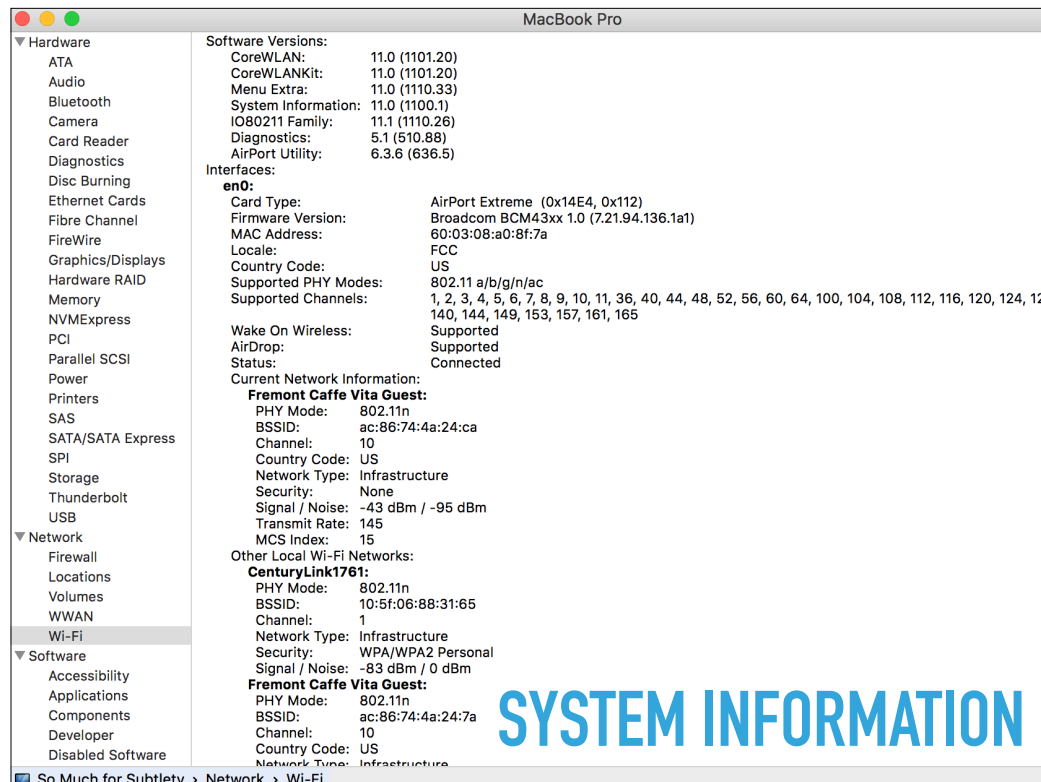 MacBook Pro
Hardware
ATA
Audio
Bluetooth
Camera
Card Reader
Diagnostics
Disc Burning
Ethernet Cards
Fibre Channel
FireWire
Graphics/Displays
Hardware RAID
Memory
NVMExpress
PCI
Parallel SCSI
Power
Printers
SAS
SATA/SATA Express
SPI
Storage
Thunderbolt
USB
Network
Firewall
Locations
Volumes
WWAN
Wi-Fi
Software
Accessibility
Applications
Components
Developer
Disabled Software
Software Versions:
CoreWLAN: 11.0 (1101.20)
CoreWLANKit: 11.0 (1101.20)
Menu Extra: 11.0 (1110.33)
System Information: 11.0 (1100.1)
IO80211 Family: 11.1 (1110.26)
Diagnostics: 5.1 (510.88)
AirPort Utility: 6.3.6 (636.5)
Interfaces:
en0:
Card Type: AirPort Extreme (0x14E4, 0x112)
Firmware Version: Broadcom BCM43xx 1.0 (7.21.94.136.1a1)
MAC Address: 60:03:08:a0:8f:7a
Locale: FCC
Country Code: US
Supported PHY Modes: 802.11 a/b/g/n/ac
Supported Channels: 1, 2, 3, 4, 5, 6, 7, 8, 9, 10, 11, 36, 40, 44, 48, 52, 56, 60, 64, 100, 104, 108, 112, 116, 120, 124,
140, 144, 149, 153, 157, 161, 165
Wake On Wireless: Supported
AirDrop: Supported
Status: Connected
Current Network Information:
Fremont Caffe Vita Guest:
PHY Mode: 802.11n
BSSID: ac:86:74:4a:24:ca
Channel: 10
Country Code: US
Network Type: Infrastructure
Security: None
Signal / Noise: -43 dBm / -95 dBm
Transmit Rate: 145
MCS Index: 15
Other Local Wi-Fi Networks:
CenturyLink1761:
PHY Mode: 802.11n
BSSID: 10:5f:06:88:31:65
Channel: 1
Network Type: Infrastructure
Security: WPA/WPA2 Personal
Signal / Noise: -83 dBm / 0 dBm
Fremont Caffe Vita Guest:
PHY Mode: 802.11n
BSSID: ac:86:74:4a:24:7a
Channel: 10
Country Code: US
Network Type: Infrastructure
SYSTEM INFORMATION
So Much for Subtlety › Network › Wi-Fi